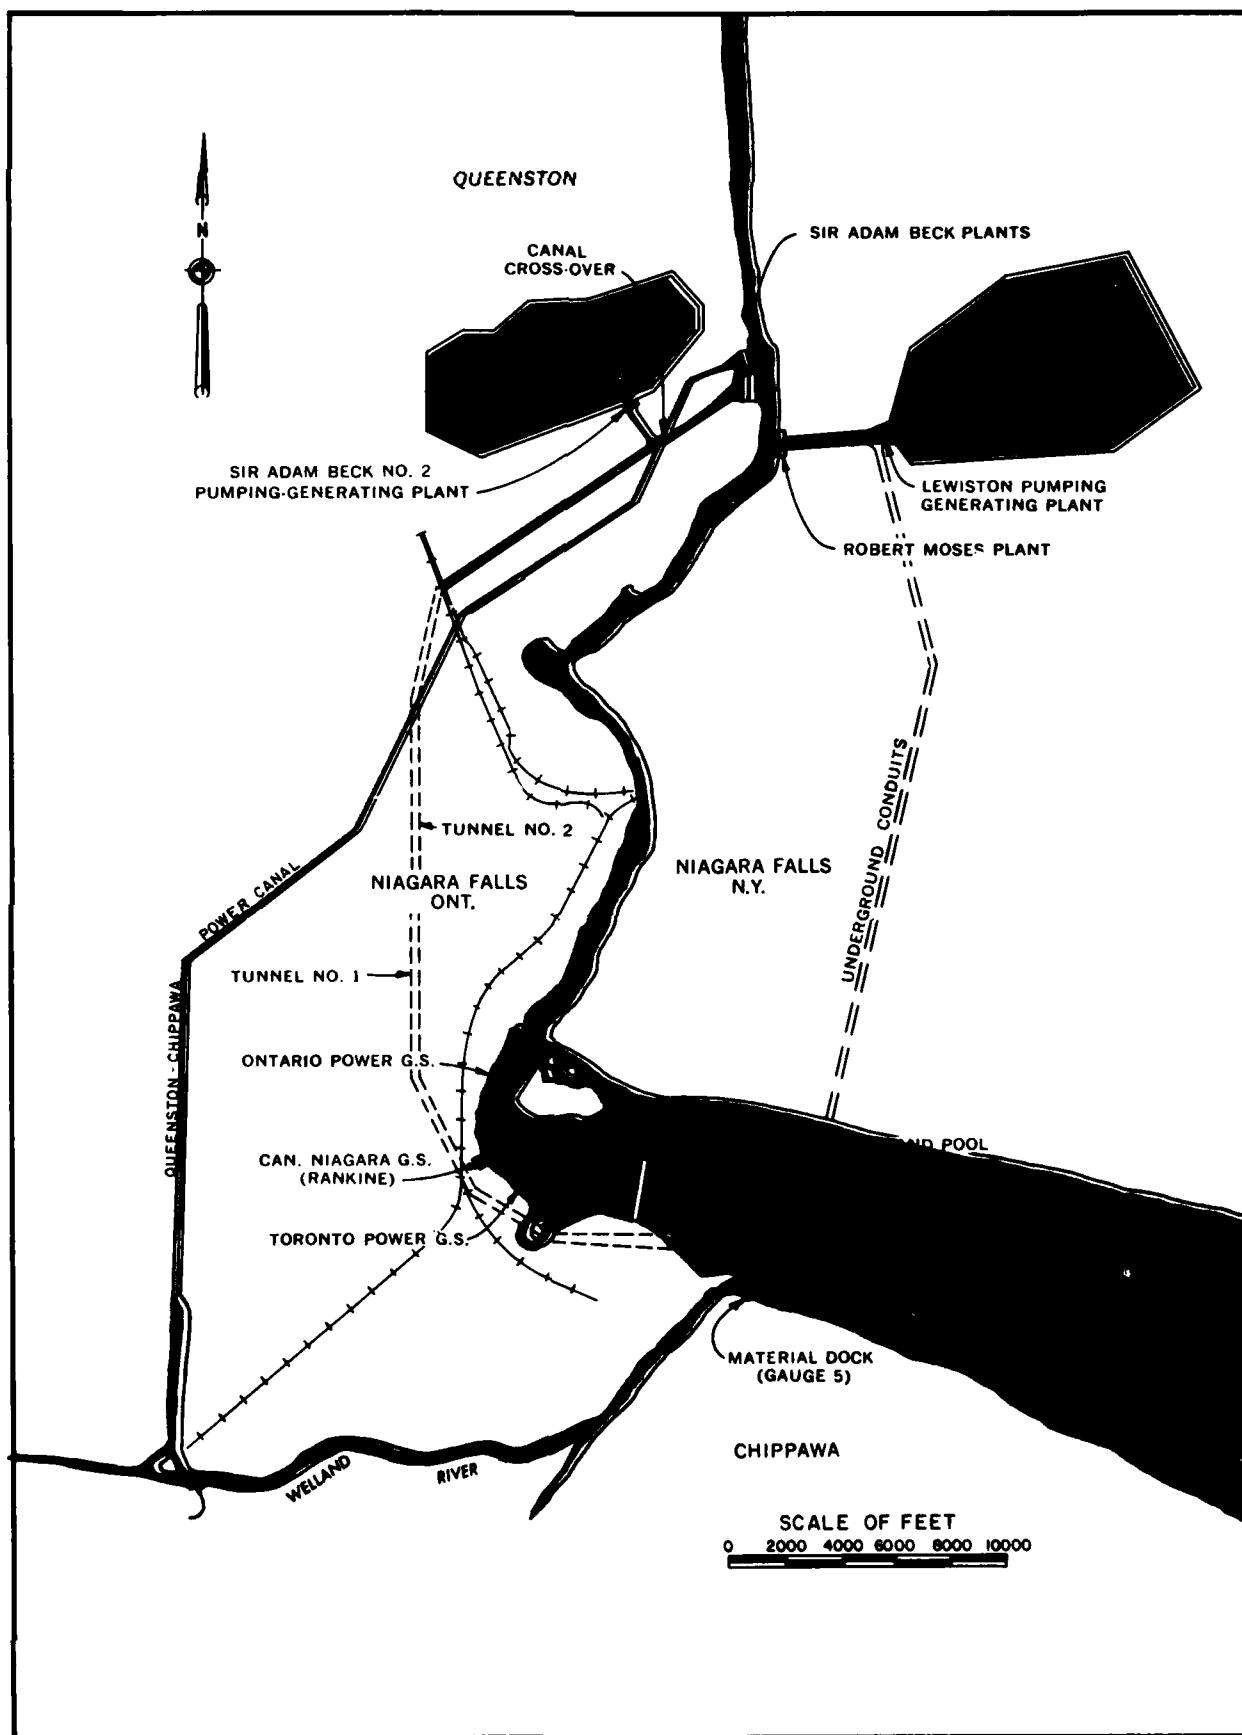 QUEENSTON
N
SIR ADAM BECK PLANTS
CANAL
CROSS-OVER
SIR ADAM BECK NO. 2
PUMPING-GENERATING PLANT
LEWISTON PUMPING
GENERATING PLANT
ROBERT MOSES PLANT
UNDERGROUND CONDUITS
TUNNEL NO. 2
NIAGARA FALLS
ONT.
NIAGARA FALLS
N.Y.
POWER CANAL
TUNNEL NO. 1
QUEENSTON - CHIPPAWA
ONTARIO POWER G.S.
POOL
CAN. NIAGARA G.S.
(RANKINE)
TORONTO POWER G.S.
MATERIAL DOCK
(GAUGE 5)
CHIPPAWA
WELLAND
RIVER
SCALE OF FEET
0 2000 4000 6000 8000 10000